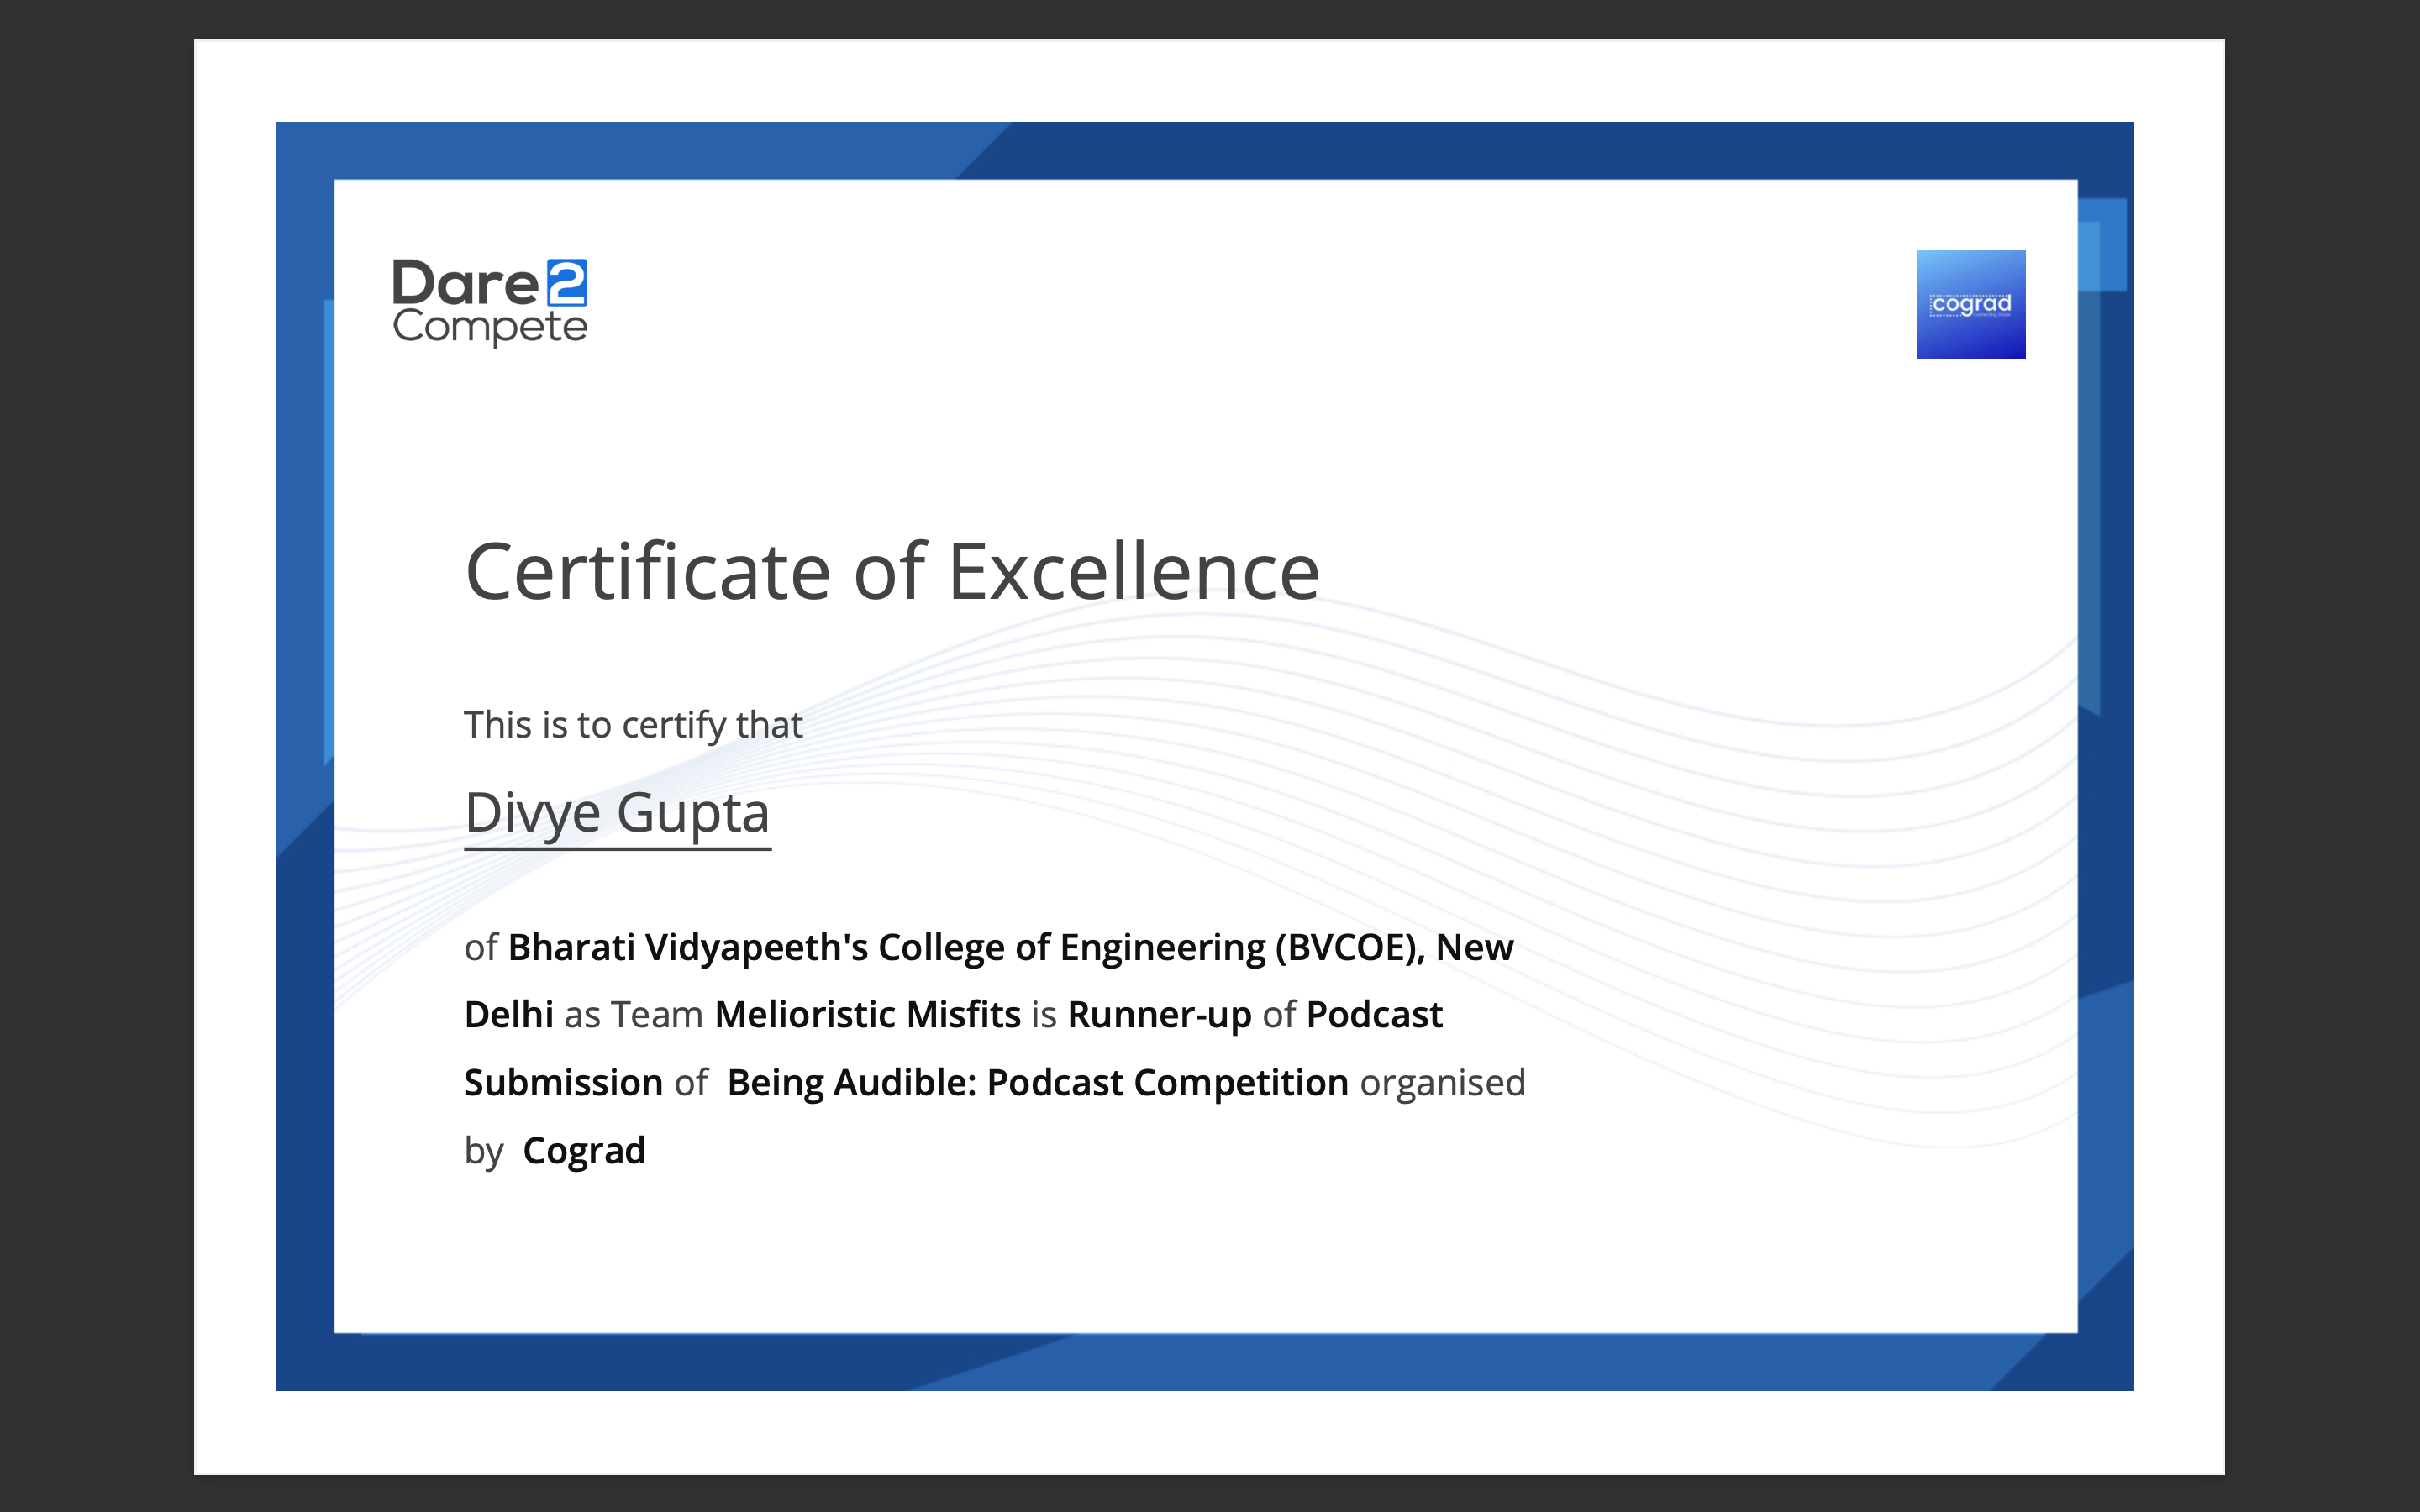 Dare2
Compete
cograd
Certificate of Excellence
This is to certify that
Divye Gupta
of Bharati Vidyapeeth's College of Engineering (BVCOE), New
Delhi as Team Melioristic Misfits is Runner-up of Podcast
Submission of Being Audible: Podcast Competition organised
by Cograd